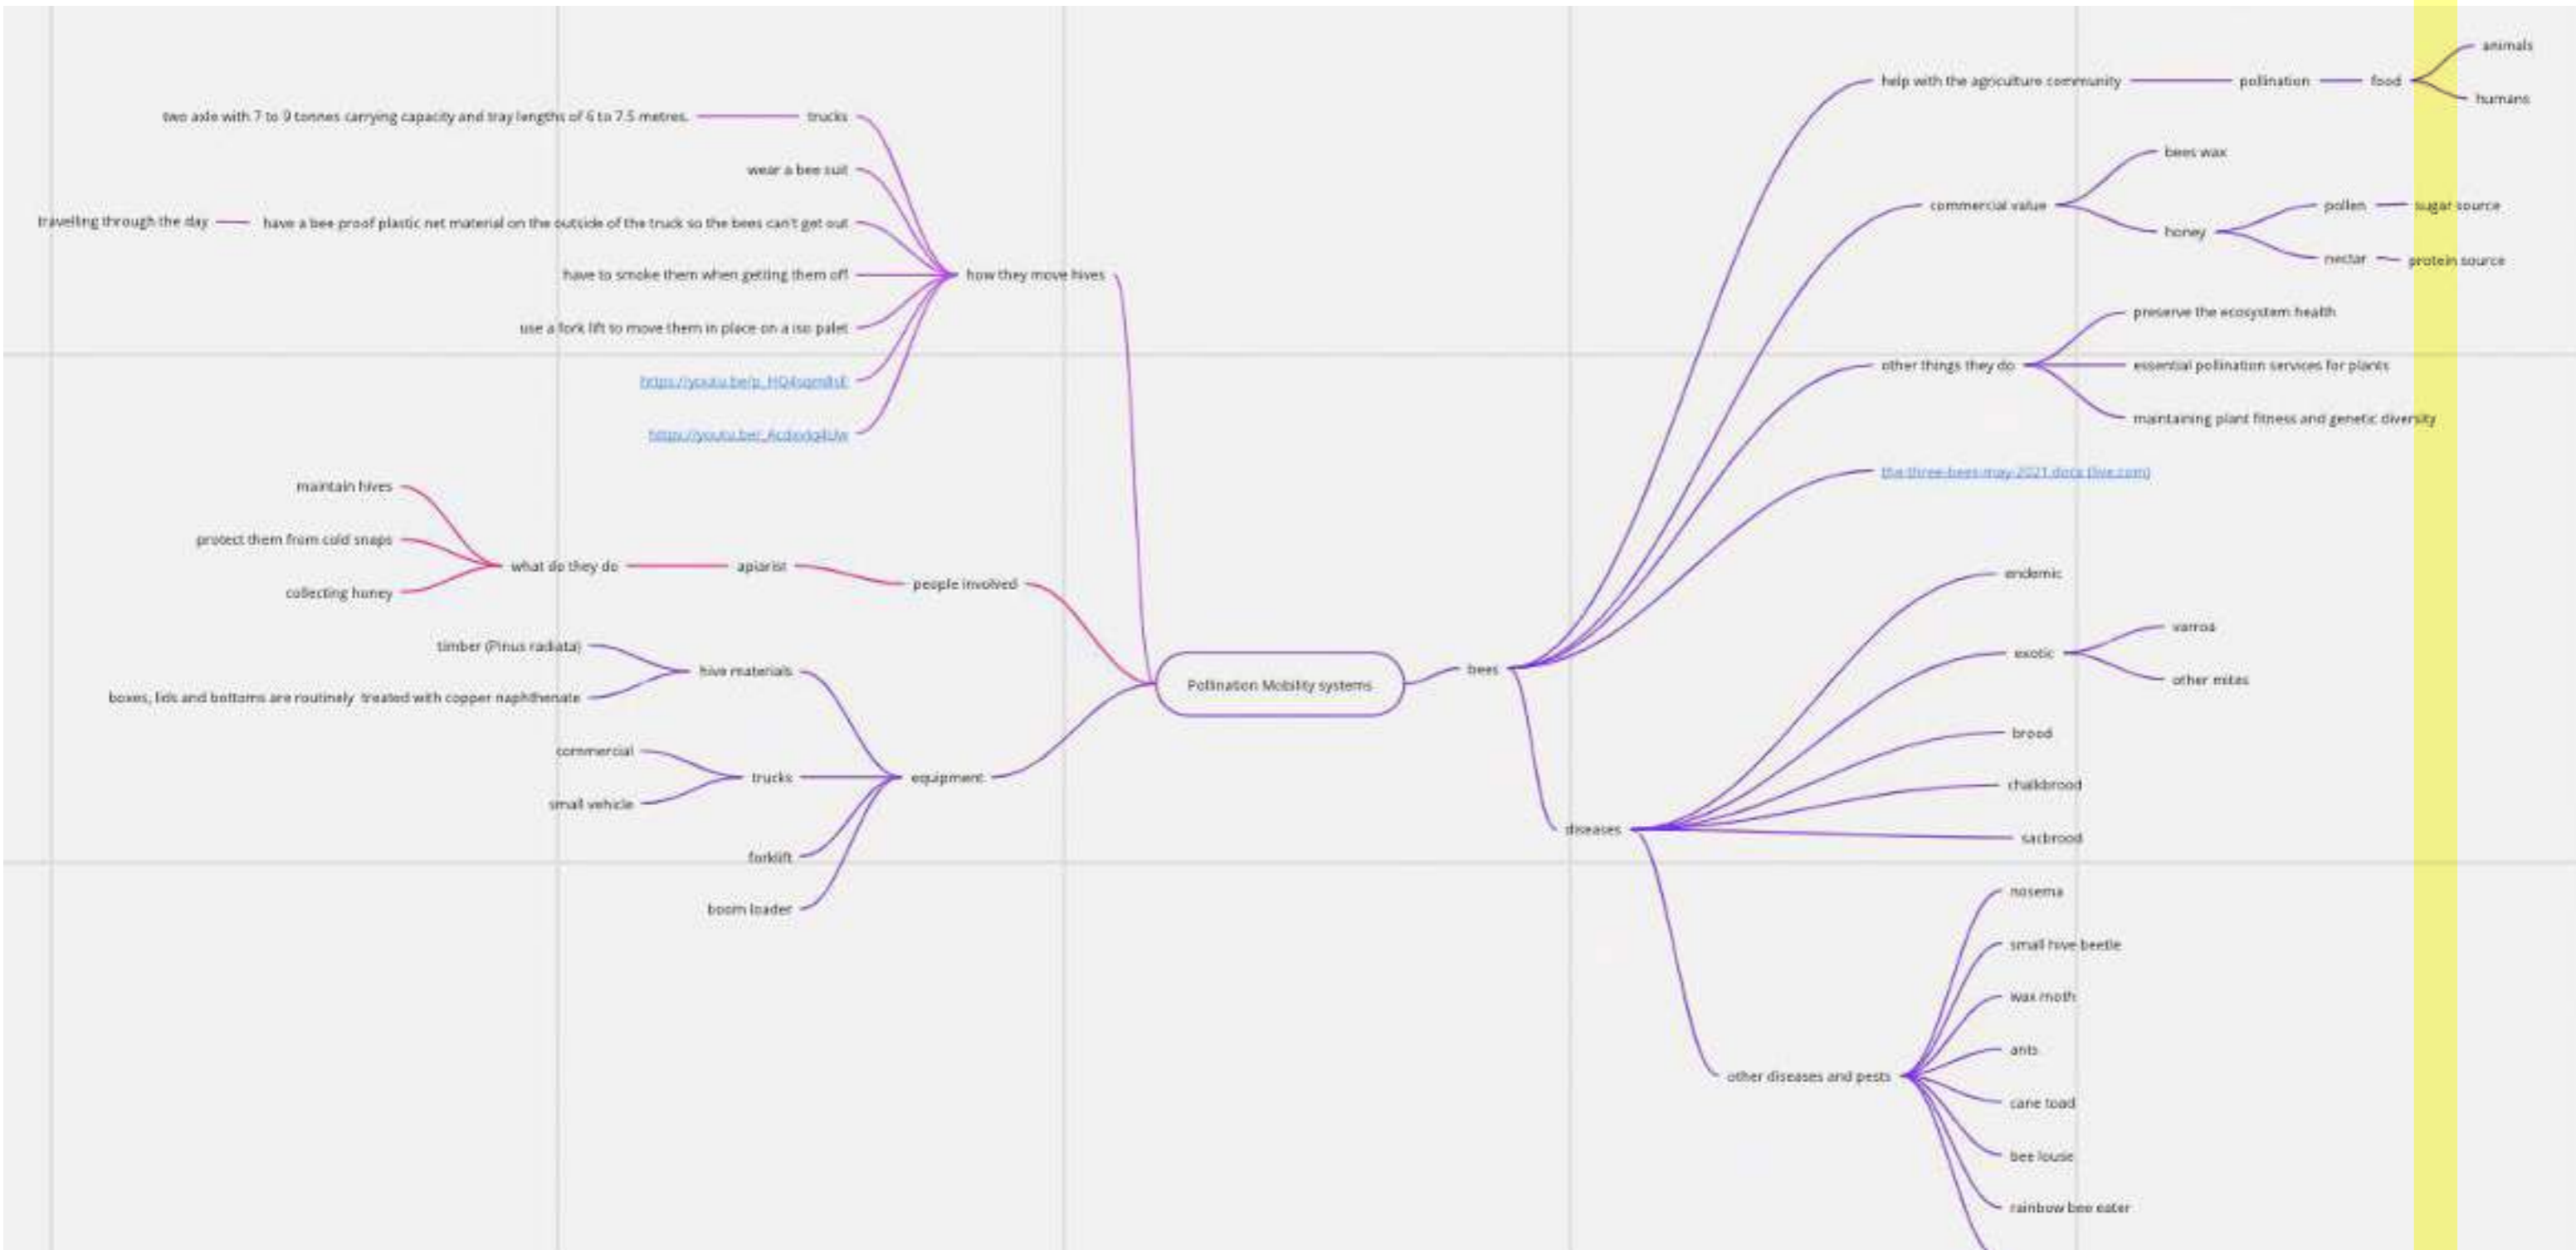 two axle with 7 to 9 tonnes carrying capacity and tray lengths of 6 to 7.5 metres.
trucks
wear a bee suit
travelling through the day
have a bee proof plastic net material on the outside of the truck so the bees can't get out
have to smoke them when getting them off
use a fork lift to move them in place on a iso palet
how they move hives
maintain hives
protect them from cold snaps
collecting honey
what do they do
apiarist
people involved
timber (Pinus radiata)
boxes, lids and bottoms are routinely treated with copper naphthenate
hive materials
commercial
small vehicle
trucks
equipment
forklift
boom loader
Pollination Mobility systems
bees
help with the agriculture community
pollination
food
animals
humans
commercial value
bees wax
honey
pollen
sugar source
nectar
protein source
other things they do
preserve the ecosystem health
essential pollination services for plants
maintaining plant fitness and genetic diversity
the-three-bees-may-2021.docx (live.com)
diseases
endemic
exotic
varroa
other mites
brood
chalkbrood
sacbrood
other diseases and pests
nosema
small hive beetle
wax moth
ants
cane toad
bee louse
rainbow bee eater